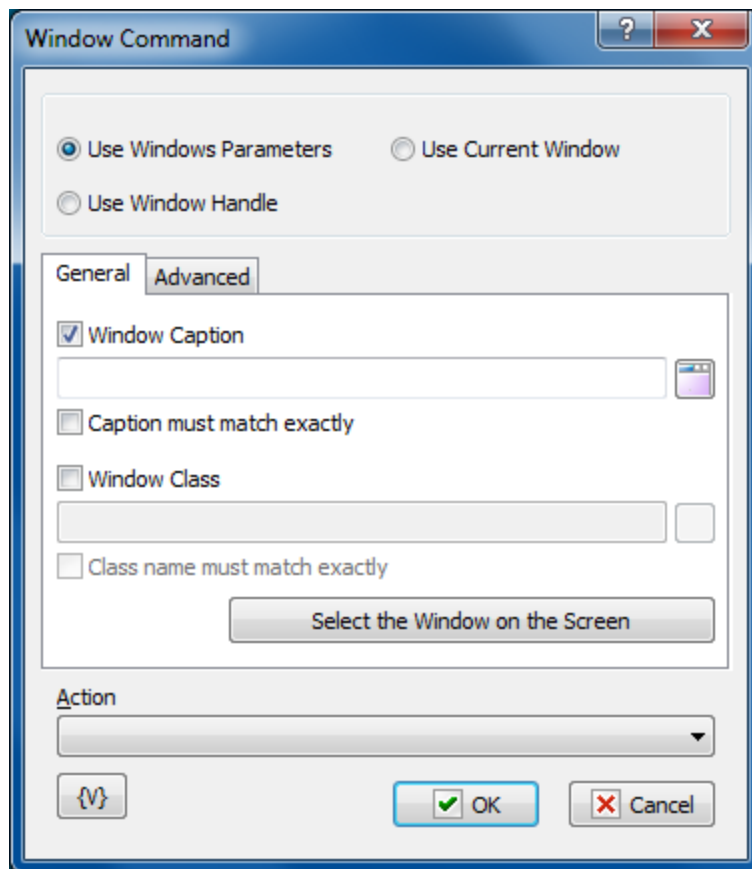 Window Command
?
Use Windows Parameters Use Current Window
Use Window Handle
General Advanced
Window Caption
Caption must match exactly
Window Class
Class name must match exactly
Select the Window on the Screen
Action
{V} OK Cancel